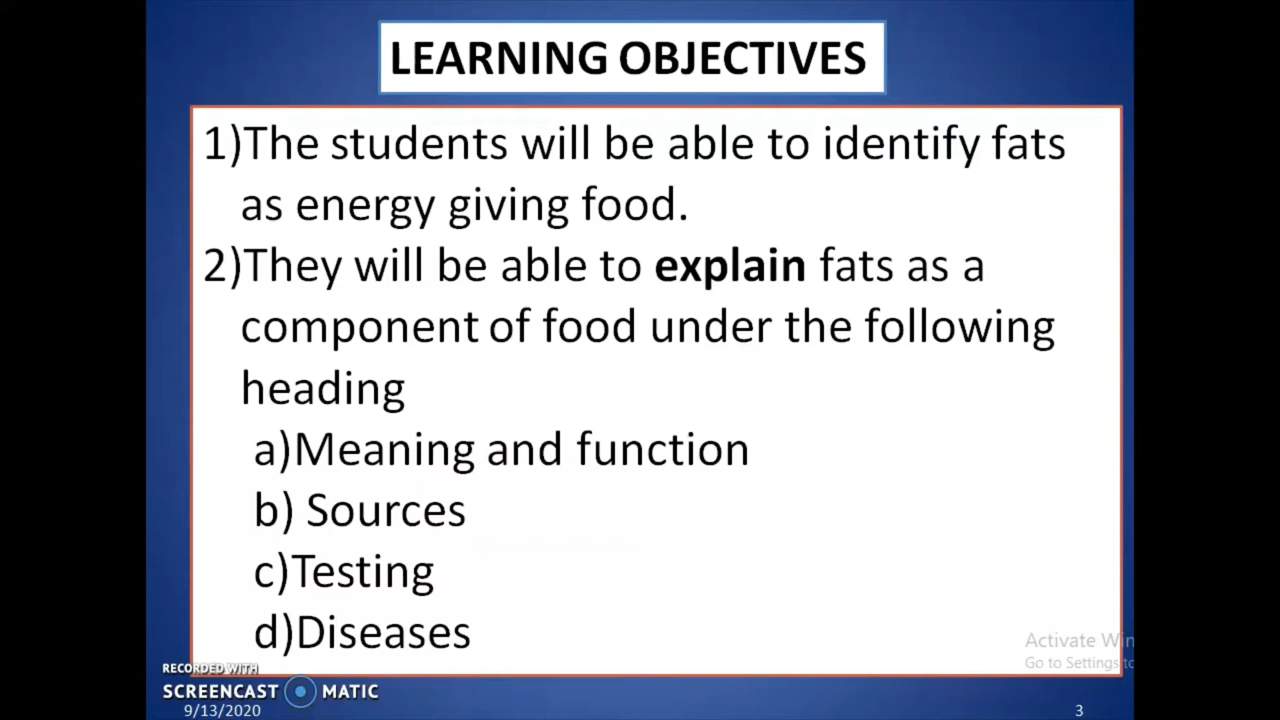 LEARNING OBJECTIVES
1)The students will be able to identify fats
as energy giving food.
2)They will be able to explain fats as a
component of food under the following
heading
a)Meaning and function
b) Sources
c)Testing
d)Diseases
Activate Win
Go to Settings to
RECORDED WITH
SCREENCAST MATIC
9/13/2020
3